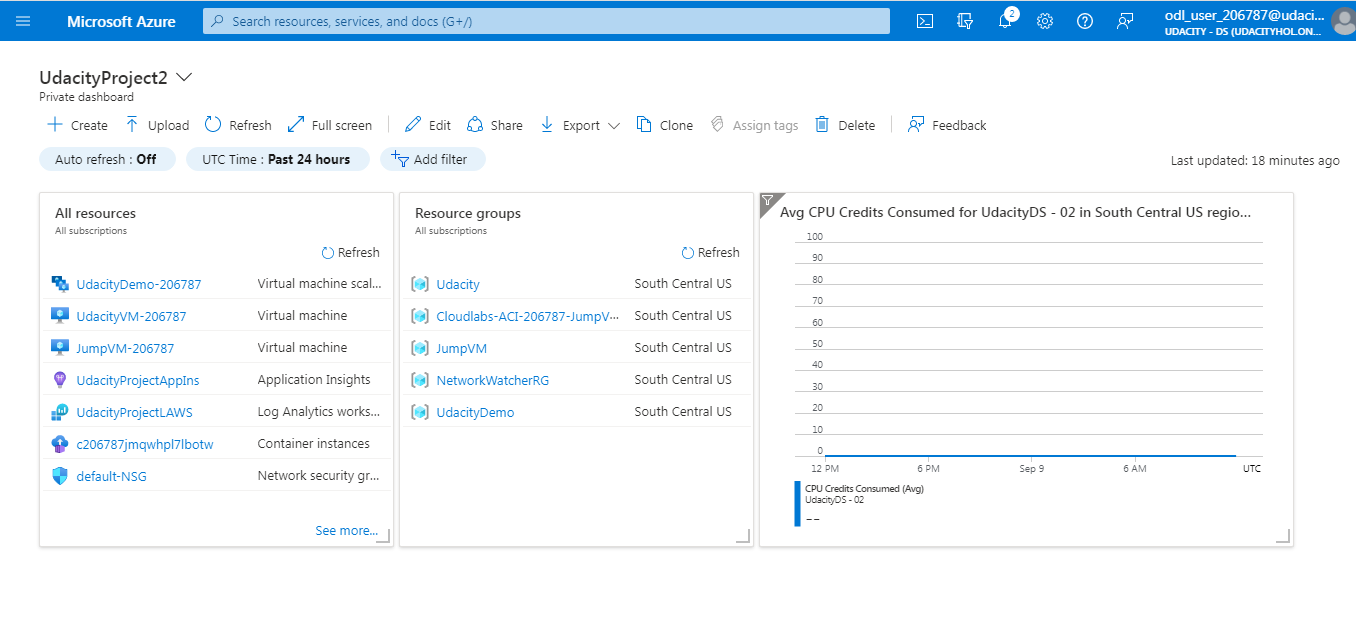 Microsoft Azure
Search resources, services, and docs (G+/)
2
odl_user_206787@udaci...
UDACITY - DS (UDACITYHOL.ON...
UdacityProject2
Private dashboard
Create
Upload
Refresh
Full screen
Edit
Share
Export
Clone
Assign tags
Delete
Feedback
Auto refresh : Off
UTC Time : Past 24 hours
Add filter
Last updated: 18 minutes ago
All resources
All subscriptions
Refresh
UdacityDemo-206787 Virtual machine scal...
UdacityVM-206787 Virtual machine
JumpVM-206787 Virtual machine
UdacityProjectAppIns Application Insights
UdacityProjectLAWS Log Analytics works...
c206787jmqwhpl7lbotw Container instances
default-NSG Network security gr...
See more...
Resource groups
All subscriptions
Refresh
Udacity South Central US
Cloudlabs-ACI-206787-JumpV... South Central US
JumpVM South Central US
NetworkWatcherRG South Central US
UdacityDemo South Central US
Avg CPU Credits Consumed for UdacityDS - 02 in South Central US regio...
100
90
80
70
60
50
40
30
20
10
0
12 PM 6 PM Sep 9 6 AM UTC
CPU Credits Consumed (Avg)
UdacityDS - 02
--